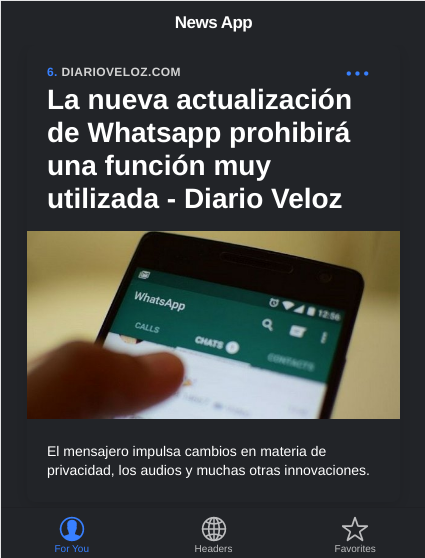 News App
6. DIARIOVELOZ.COM
La nueva actualización
de Whatsapp prohibirá
una función muy
utilizada - Diario Veloz
12:56
WhatsApp
CALLS
CHATS
CONTACTS
El mensajero impulsa cambios en materia de
privacidad, los audios y muchas otras innovaciones.
For You
Headers
Favorites